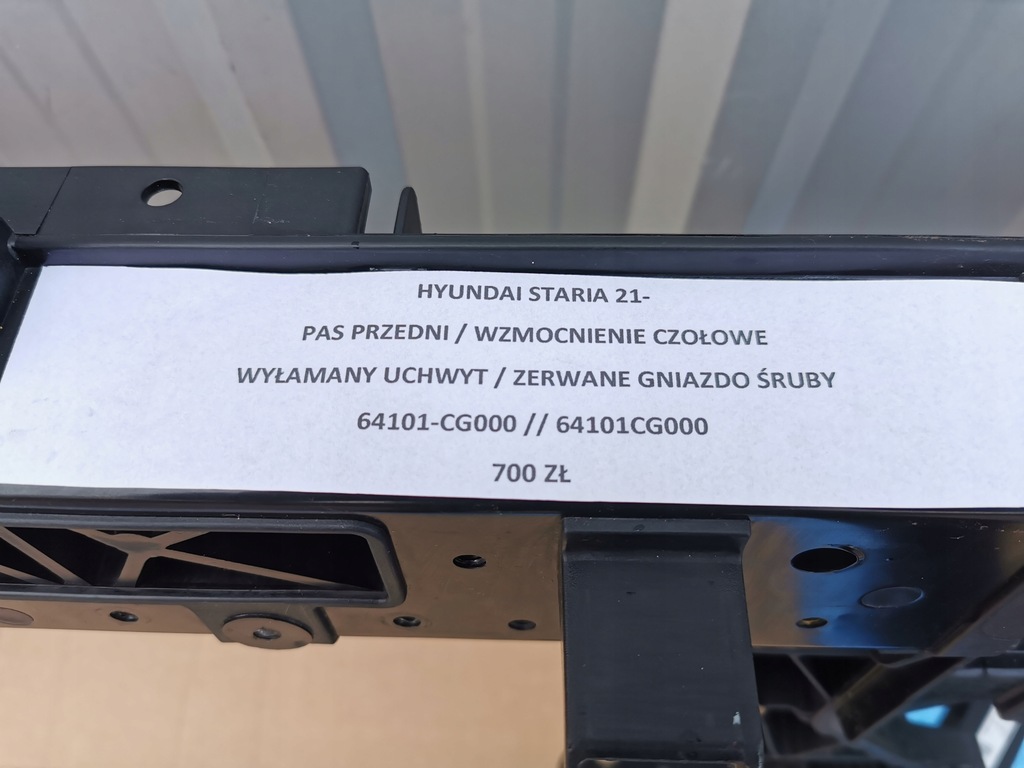 HYUNDAI STARIA 21-
PAS PRZEDNI / WZMOCNIENIE CZOŁOWE
WYŁAMANY UCHWYT / ZERWANE GNIAZDO ŚRUBY
64101-CG000 // 64101CG000
700 ZŁ